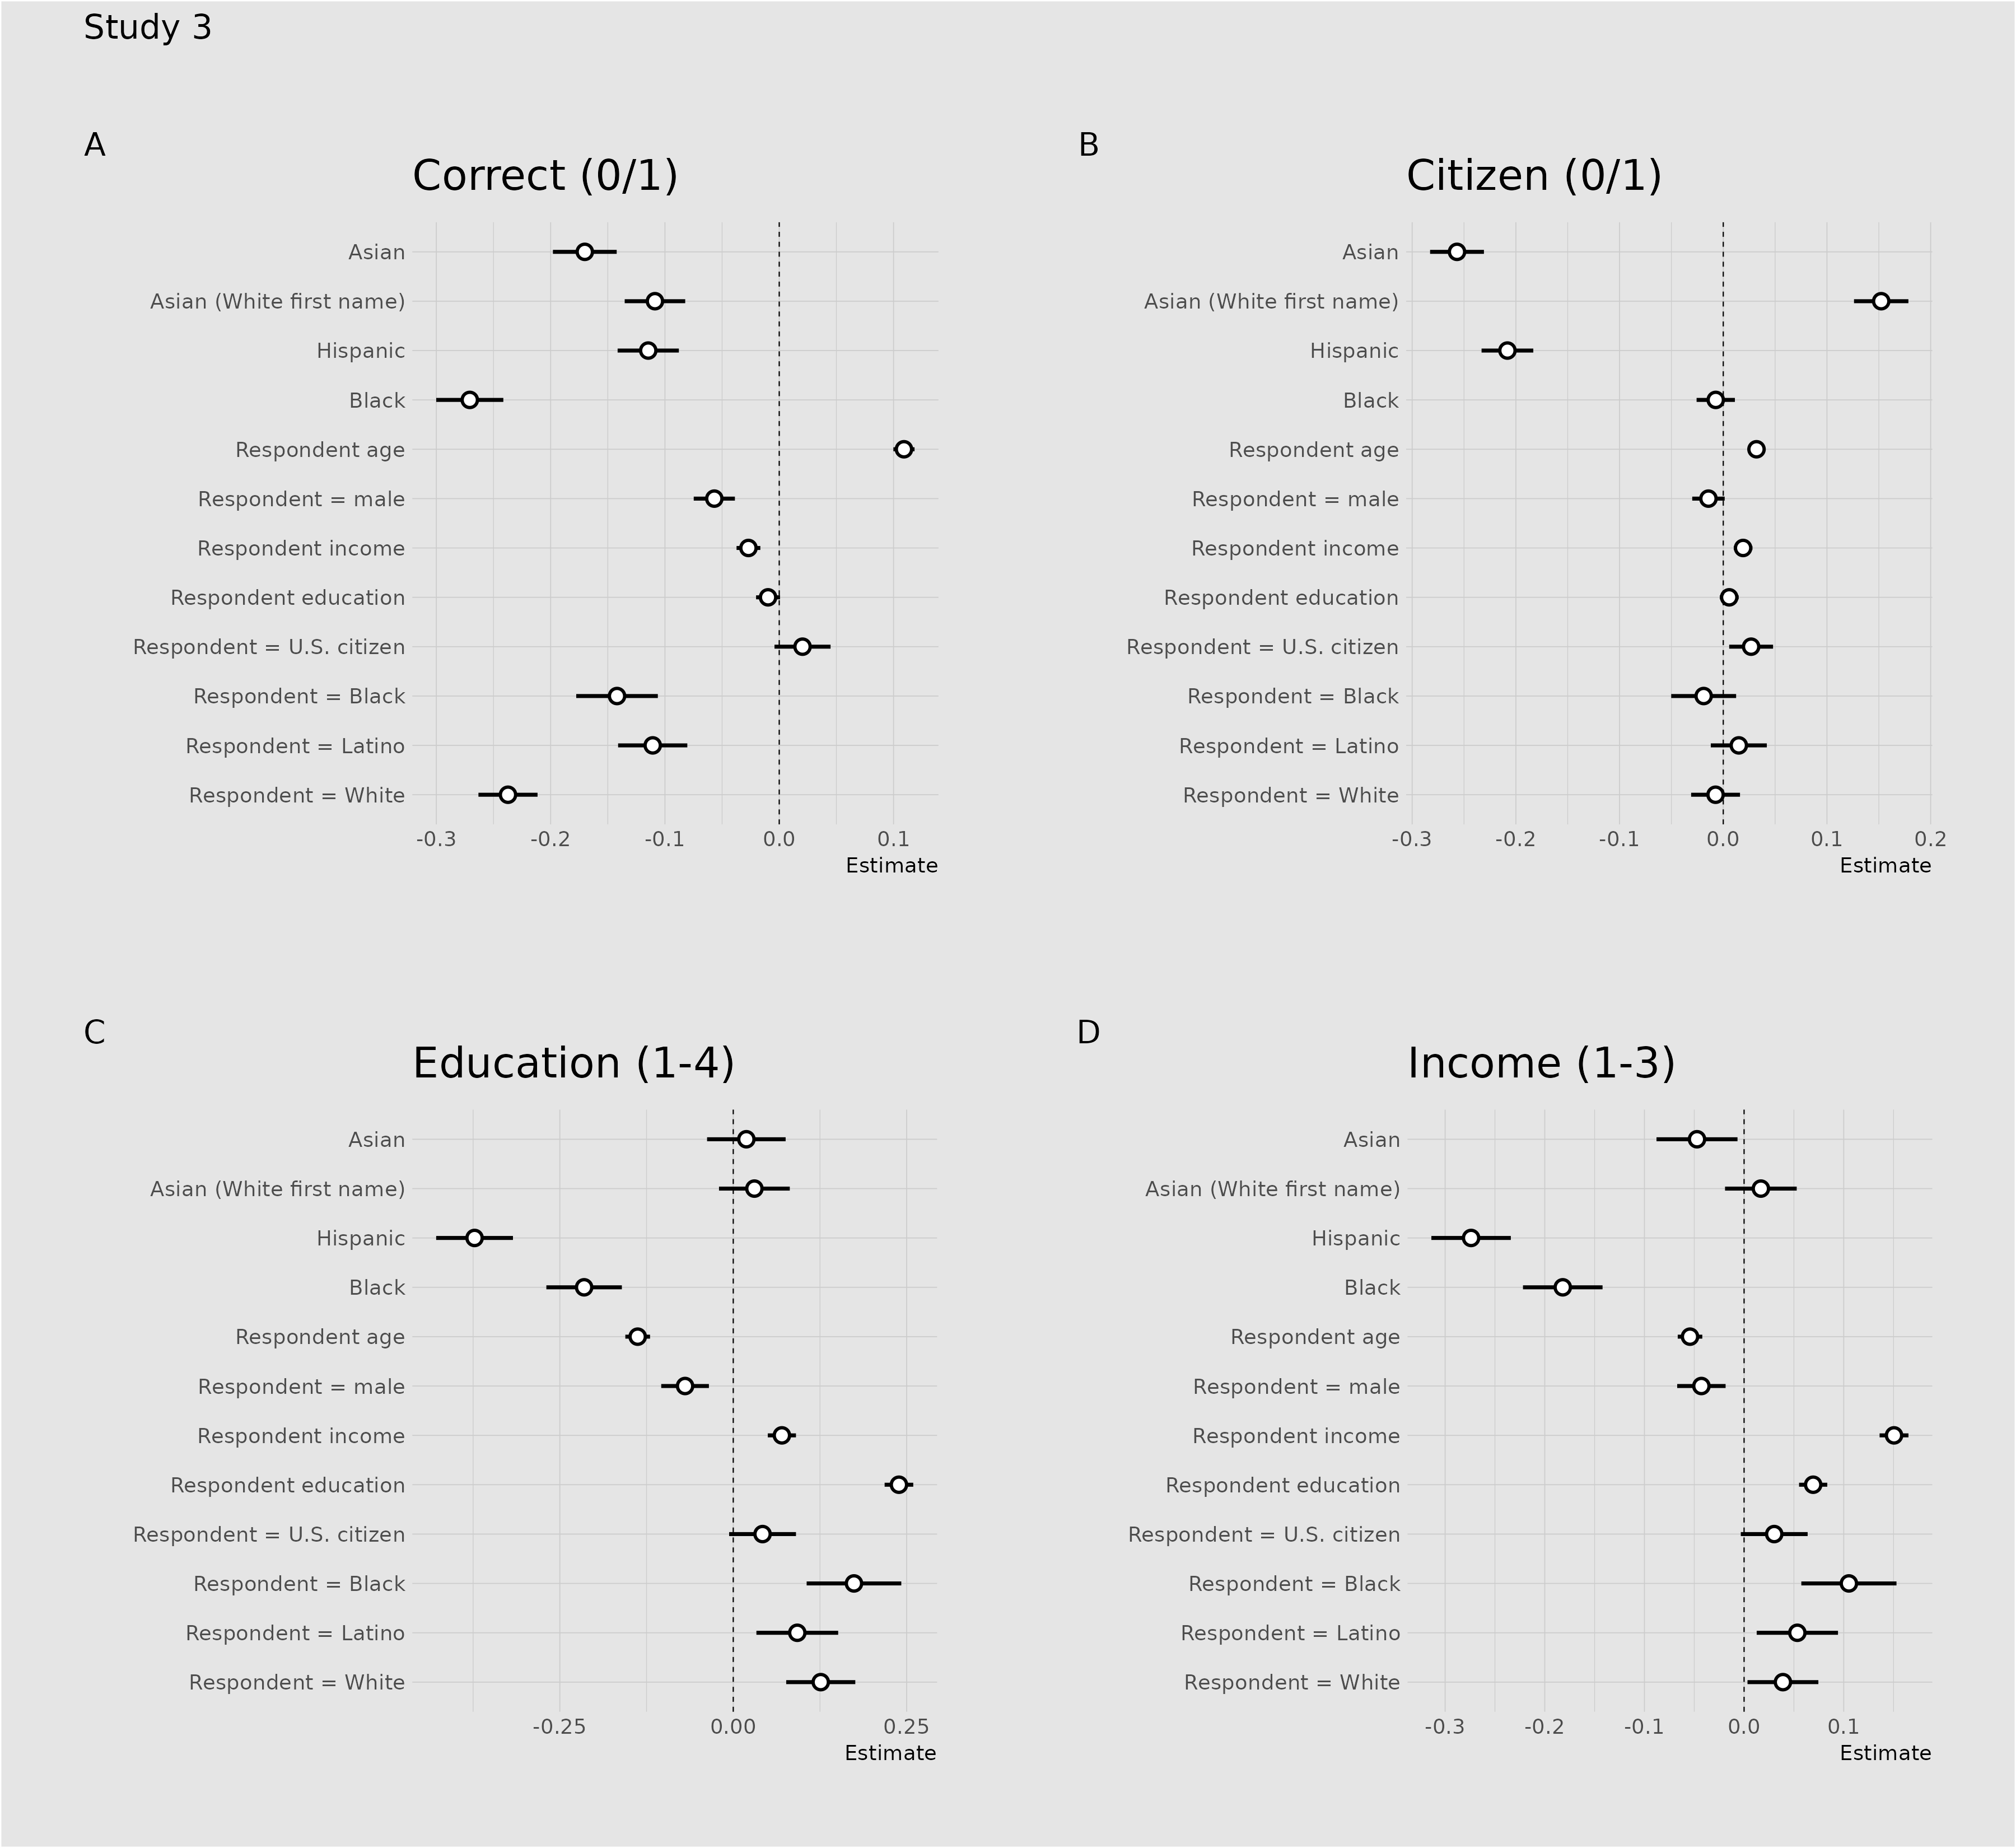 Study 3
A
Correct (0/1)
Asian
Asian (White first name)
Hispanic
Black
Respondent age
Respondent = male
Respondent income
Respondent education
Respondent = U.S. citizen
Respondent = Black
Respondent = Latino
Respondent = White
-0.3 -0.2 -0.1 0.0 0.1
Estimate
B
Citizen (0/1)
Asian
Asian (White first name)
Hispanic
Black
Respondent age
Respondent = male
Respondent income
Respondent education
Respondent = U.S. citizen
Respondent = Black
Respondent = Latino
Respondent = White
-0.3 -0.2 -0.1 0.0 0.1 0.2
Estimate
C
Education (1-4)
Asian
Asian (White first name)
Hispanic
Black
Respondent age
Respondent = male
Respondent income
Respondent education
Respondent = U.S. citizen
Respondent = Black
Respondent = Latino
Respondent = White
-0.25 0.00 0.25
Estimate
D
Income (1-3)
Asian
Asian (White first name)
Hispanic
Black
Respondent age
Respondent = male
Respondent income
Respondent education
Respondent = U.S. citizen
Respondent = Black
Respondent = Latino
Respondent = White
-0.3 -0.2 -0.1 0.0 0.1
Estimate